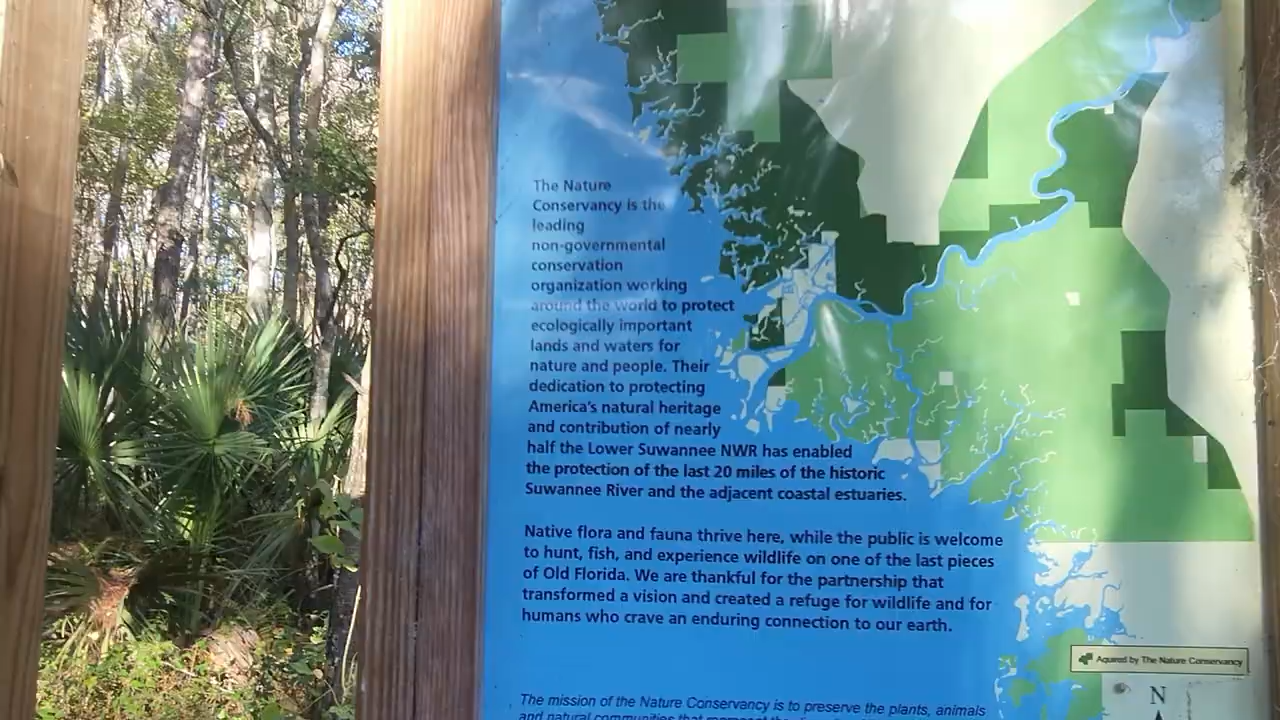 The Nature
Conservancy is the
leading
non-governmental
conservation
organization working
around the world to protect
ecologically important
lands and waters for
nature and people. Their
dedication to protecting
America's natural heritage
and contribution of nearly
half the Lower Suwannee NWR has enabled
the protection of the last 20 miles of the historic
Suwannee River and the adjacent coastal estuaries.
Native flora and fauna thrive here, while the public is welcome
to hunt, fish, and experience wildlife on one of the last pieces
of Old Florida. We are thankful for the partnership that
transformed a vision and created a refuge for wildlife and for
humans who crave an enduring connection to our earth.
Aquired by The Nature Conservancy
N
The mission of the Nature Conservancy is to preserve the plants, animals
and natural communities that represent the